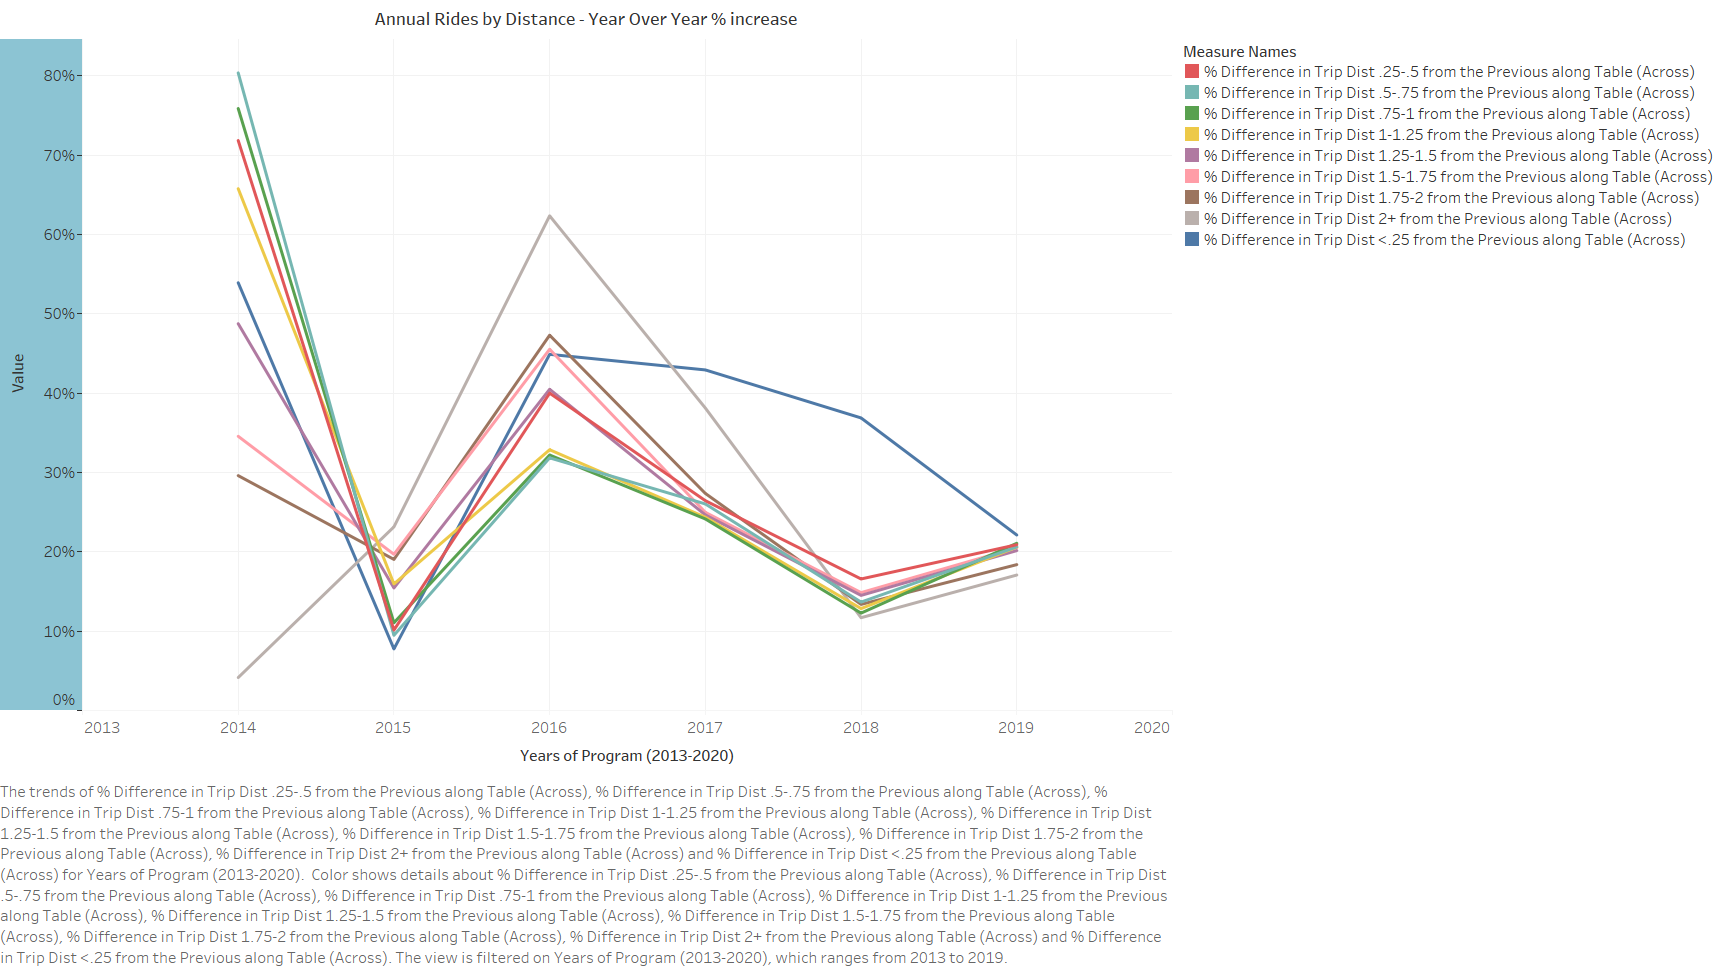 Annual Rides by Distance - Year Over Year % increase
Value
80%
70%
60%
50%
40%
30%
20%
10%
0%
2013
2014
2015
2016
2017
2018
2019
2020
Years of Program (2013-2020)
Measure Names
% Difference in Trip Dist .25-.5 from the Previous along Table (Across)
% Difference in Trip Dist .5-.75 from the Previous along Table (Across)
% Difference in Trip Dist .75-1 from the Previous along Table (Across)
% Difference in Trip Dist 1-1.25 from the Previous along Table (Across)
% Difference in Trip Dist 1.25-1.5 from the Previous along Table (Across)
% Difference in Trip Dist 1.5-1.75 from the Previous along Table (Across)
% Difference in Trip Dist 1.75-2 from the Previous along Table (Across)
% Difference in Trip Dist 2+ from the Previous along Table (Across)
% Difference in Trip Dist <.25 from the Previous along Table (Across)
The trends of % Difference in Trip Dist .25-.5 from the Previous along Table (Across), % Difference in Trip Dist .5-.75 from the Previous along Table (Across), %
Difference in Trip Dist .75-1 from the Previous along Table (Across), % Difference in Trip Dist 1-1.25 from the Previous along Table (Across), % Difference in Trip Dist
1.25-1.5 from the Previous along Table (Across), % Difference in Trip Dist 1.5-1.75 from the Previous along Table (Across), % Difference in Trip Dist 1.75-2 from the
Previous along Table (Across), % Difference in Trip Dist 2+ from the Previous along Table (Across) and % Difference in Trip Dist <.25 from the Previous along Table
(Across) for Years of Program (2013-2020).  Color shows details about % Difference in Trip Dist .25-.5 from the Previous along Table (Across), % Difference in Trip Dist
.5-.75 from the Previous along Table (Across), % Difference in Trip Dist .75-1 from the Previous along Table (Across), % Difference in Trip Dist 1-1.25 from the Previous
along Table (Across), % Difference in Trip Dist 1.25-1.5 from the Previous along Table (Across), % Difference in Trip Dist 1.5-1.75 from the Previous along Table
(Across), % Difference in Trip Dist 1.75-2 from the Previous along Table (Across), % Difference in Trip Dist 2+ from the Previous along Table (Across) and % Difference
in Trip Dist <.25 from the Previous along Table (Across). The view is filtered on Years of Program (2013-2020), which ranges from 2013 to 2019.